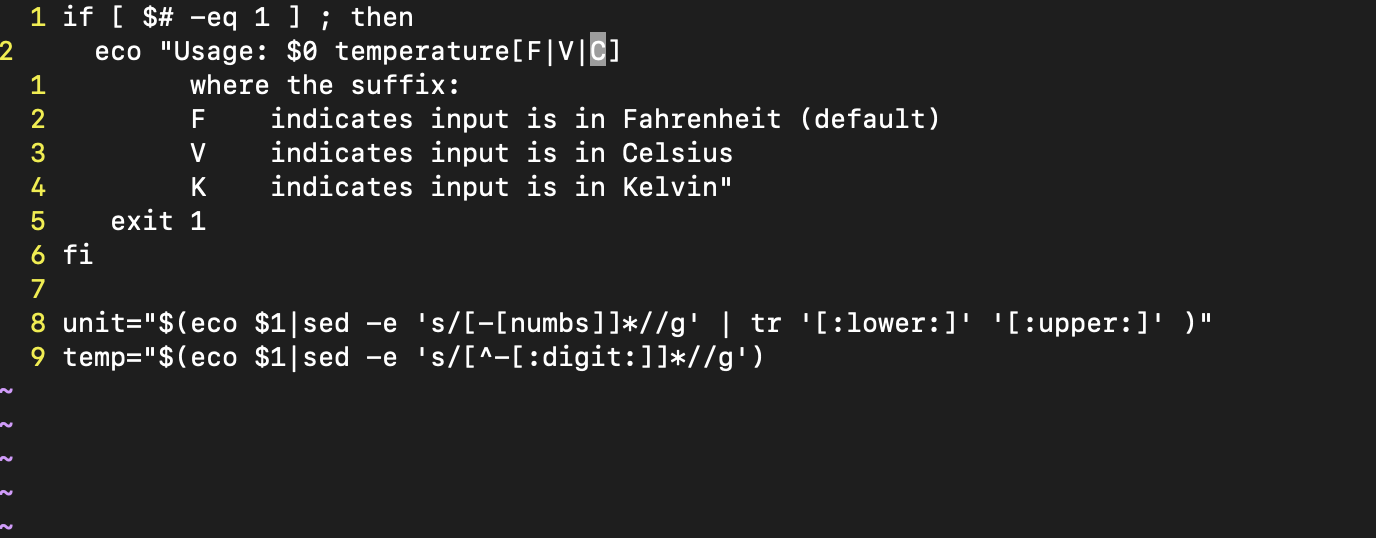 1 if [ $# -eq 1 ] ; then
2     eco "Usage: $0 temperature[F|V|C]
1         where the suffix:
2         F    indicates input is in Fahrenheit (default)
3         V    indicates input is in Celsius
4         K    indicates input is in Kelvin"
5    exit 1
6 fi
7
8 unit="$(eco $1|sed -e 's/[-[numbs]]*//g' | tr '[:lower:]' '[:upper:]' )"
9 temp="$(eco $1|sed -e 's/[^-[:digit:]]*//g')
~
~
~
~
~